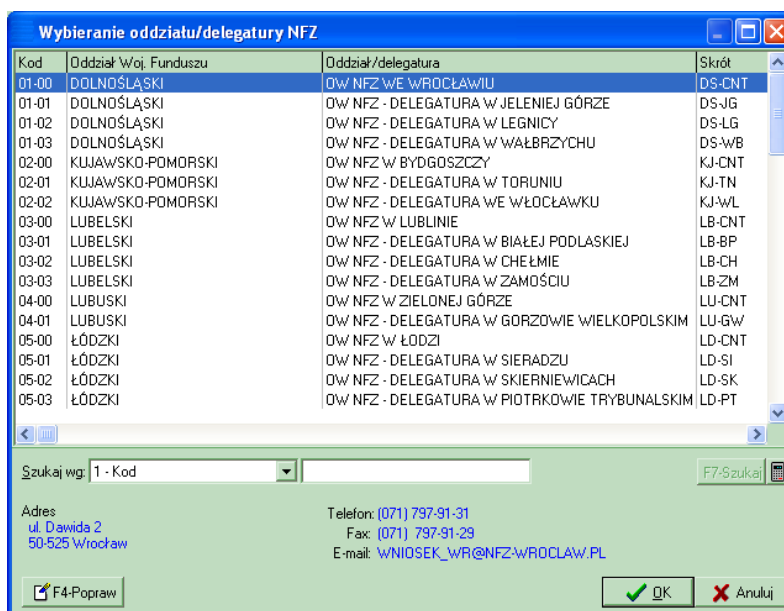 Wybieranie oddziału/delegatury NFZ
Kod Oddział Woj. Funduszu Oddział/delegatura Skrót
01-00 DOLNOŚLĄSKI OW NFZ WE WROCŁAWIU DS-CNT
01-01 DOLNOŚLĄSKI OW NFZ - DELEGATURA W JELENIEJ GÓRZE DS-JG
01-02 DOLNOŚLĄSKI OW NFZ - DELEGATURA W LEGNICY DS-LG
01-03 DOLNOŚLĄSKI OW NFZ - DELEGATURA W WAŁBRZYCHU DS-WB
02-00 KUJAWSKO-POMORSKI OW NFZ W BYDGOSZCZY KJ-CNT
02-01 KUJAWSKO-POMORSKI OW NFZ - DELEGATURA W TORUNIU KJ-TN
02-02 KUJAWSKO-POMORSKI OW NFZ - DELEGATURA WE WŁOCŁAWKU KJ-WL
03-00 LUBELSKI OW NFZ W LUBLINIE LB-CNT
03-01 LUBELSKI OW NFZ - DELEGATURA W BIAŁEJ PODLASKIEJ LB-BP
03-02 LUBELSKI OW NFZ - DELEGATURA W CHEŁMIE LB-CH
03-03 LUBELSKI OW NFZ - DELEGATURA W ZAMOŚCIU LB-ZM
04-00 LUBUSKI OW NFZ W ZIELONEJ GÓRZE LU-CNT
04-01 LUBUSKI OW NFZ - DELEGATURA W GORZOWIE WIELKOPOLSKIM LU-GW
05-00 ŁÓDZKI OW NFZ W ŁODZI LD-CNT
05-01 ŁÓDZKI OW NFZ - DELEGATURA W SIERADZU LD-SI
05-02 ŁÓDZKI OW NFZ - DELEGATURA W SKIERNIEWICACH LD-SK
05-03 ŁÓDZKI OW NFZ - DELEGATURA W PIOTRKOWIE TRYBUNALSKIM LD-PT
Szukaj wg: 1 - Kod F7-Szukaj
Adres Telefon: (071) 797-91-31
ul. Dawida 2 Fax: (071) 797-91-29
50-525 Wrocław E-mail: WNIOSEK_WR@NFZ-WROCLAW.PL
F4-Popraw OK Anuluj